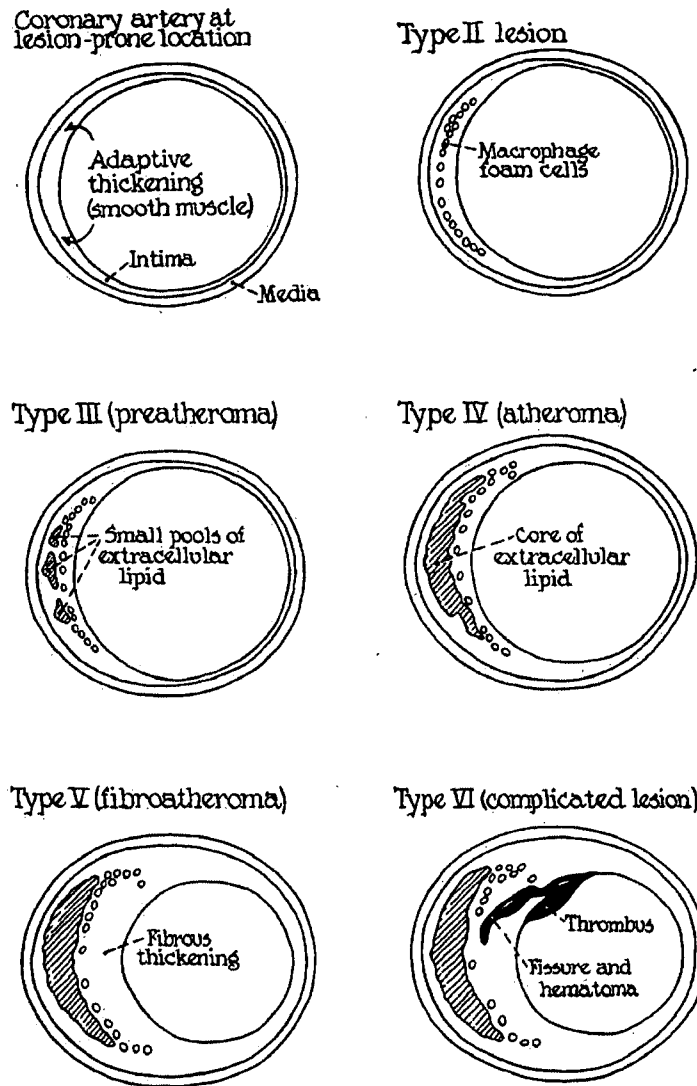 Coronary artery at
lesion-prone location
Adaptive
thickening
(smooth muscle)
Intima
Media
Type II lesion
Macrophage
foam cells
Type III (preatheroma)
Small pools of
extracellular
lipid
Type IV (atheroma)
Core of
extracellular
lipid
Type V (fibroatheroma)
Fibrous
thickening
Type VI (complicated lesion)
Thrombus
Fissure and
hematoma